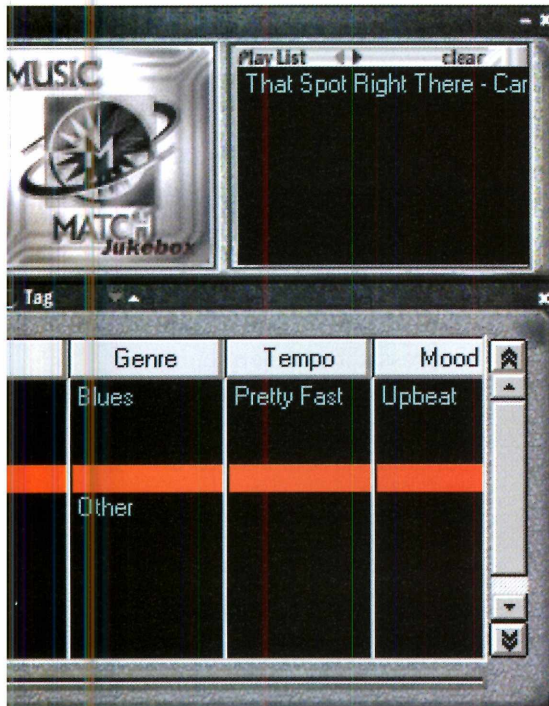 MUSIC
MATCH
Jukebox
Play List clear
That Spot Right There - Car
Tag
Genre Tempo Mood
Blues Pretty Fast Upbeat
Other